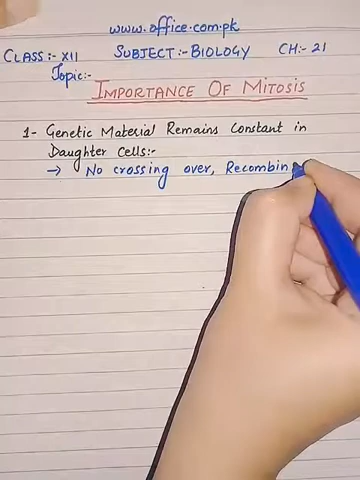 www.office.com.pk
CLASS:- XII SUBJECT:- BIOLOGY CH:- 21
Topic:-
IMPORTANCE OF MITOSIS
1- Genetic Material Remains Constant in
Daughter Cells:-
→ No crossing over, Recombin